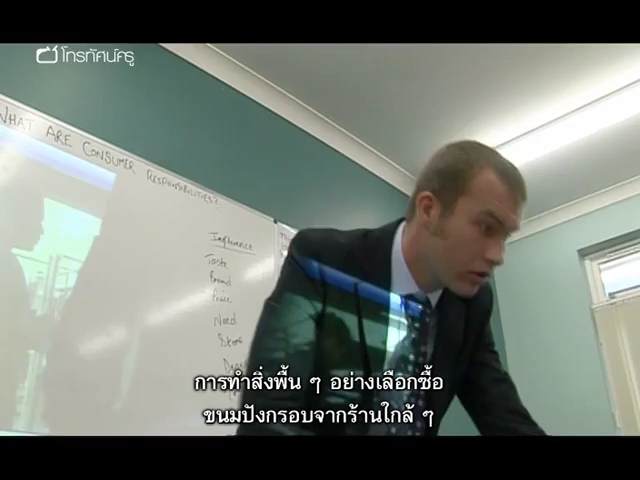 โทรทัศน์ครู
WHAT ARE CONSUMER RESPONSIBILITIES?
Influence
Taste
Brand
Price
Need
การทำสิ่งพื้น ๆ อย่างเลือกซื้อ
ขนมปังกรอบจากร้านใกล้ ๆ